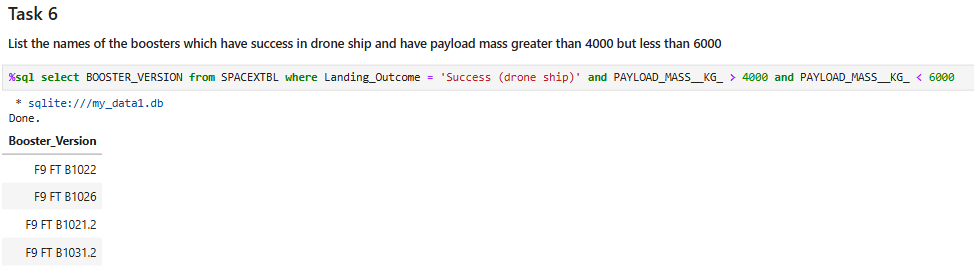 Task 6
List the names of the boosters which have success in drone ship and have payload mass greater than 4000 but less than 6000
%sql select BOOSTER_VERSION from SPACEXTBL where Landing_Outcome = 'Success (drone ship)' and PAYLOAD_MASS__KG_ > 4000 and PAYLOAD_MASS__KG_ < 6000
* sqlite:///my_data1.db
Done.
Booster_Version
F9 FT B1022
F9 FT B1026
F9 FT B1021.2
F9 FT B1031.2